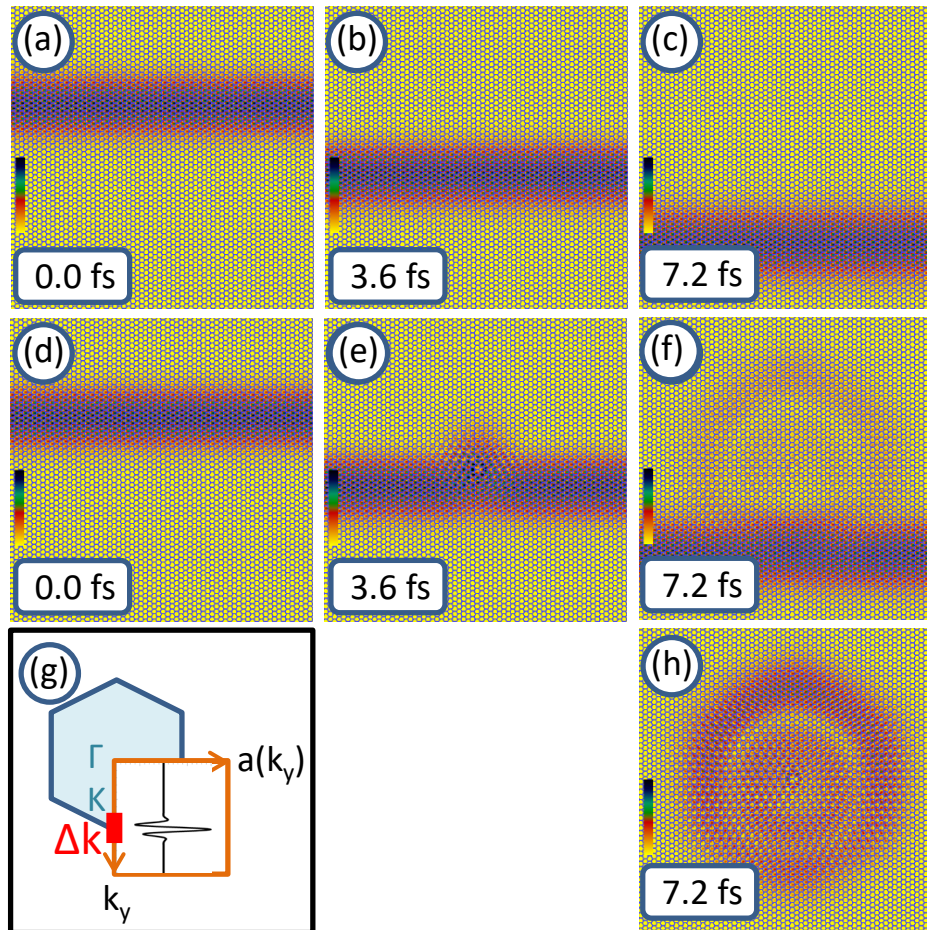 (a)
(b)
(c)
0.0 fs
3.6 fs
7.2 fs
(d)
(e)
(f)
0.0 fs
3.6 fs
7.2 fs
(g)
Γ
K
Δk
a(k_y)
k_y
(h)
7.2 fs